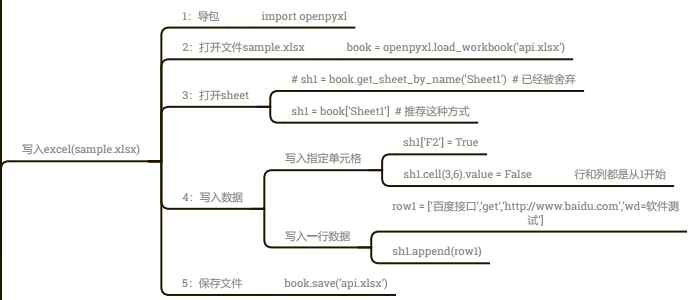 1：导包
import openpyxl
2：打开文件sample.xlsx
book = openpyxl.load_workbook('api.xlsx')
3：打开sheet
# sh1 = book.get_sheet_by_name('Sheet1') # 已经被舍弃
sh1 = book['Sheet1'] # 推荐这种方式
写入excel(sample.xlsx)
4：写入数据
写入指定单元格
sh1['F2'] = True
sh1.cell(3,6).value = False
行和列都是从1开始
写入一行数据
row1 = ['百度接口','get','http://www.baidu.com','wd=软件测
试']
sh1.append(row1)
5：保存文件
book.save('api.xlsx')